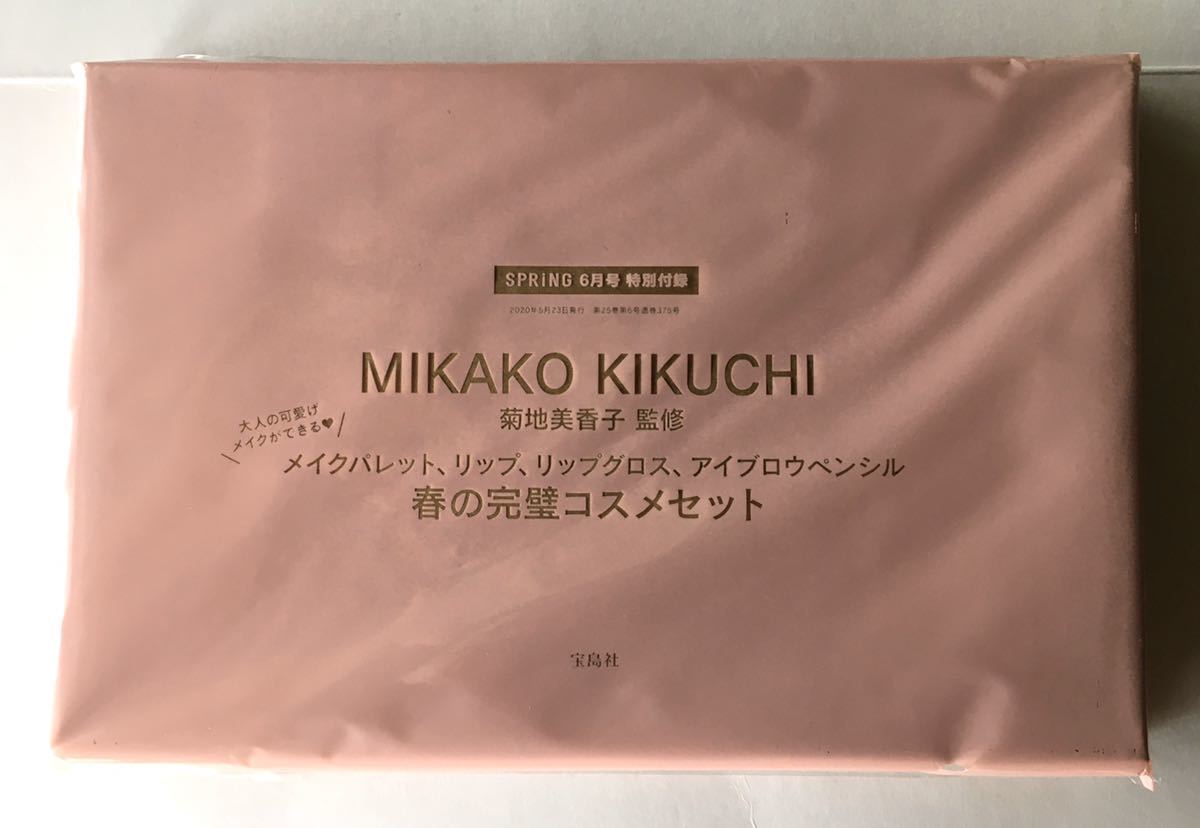 SPRiNG 6月号 特別付録
2020年5月23日発行 第25巻第6号通巻375号
MIKAKO KIKUCHI
菊地美香子 監修
大人の可愛げ
メイクができる♥
メイクパレット、リップ、リップグロス、アイブロウペンシル
春の完璧コスメセット
宝島社